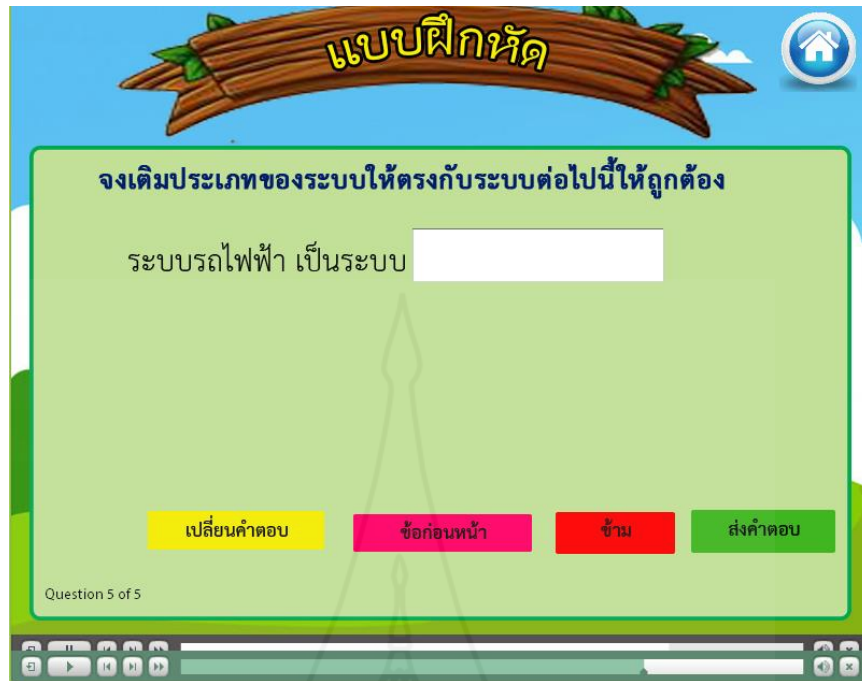 แบบฝึกหัด
จงเติมประเภทของระบบให้ตรงกับระบบต่อไปนี้ให้ถูกต้อง
ระบบรถไฟฟ้า เป็นระบบ
เปลี่ยนคำตอบ
ข้อก่อนหน้า
ข้าม
ส่งคำตอบ
Question 5 of 5